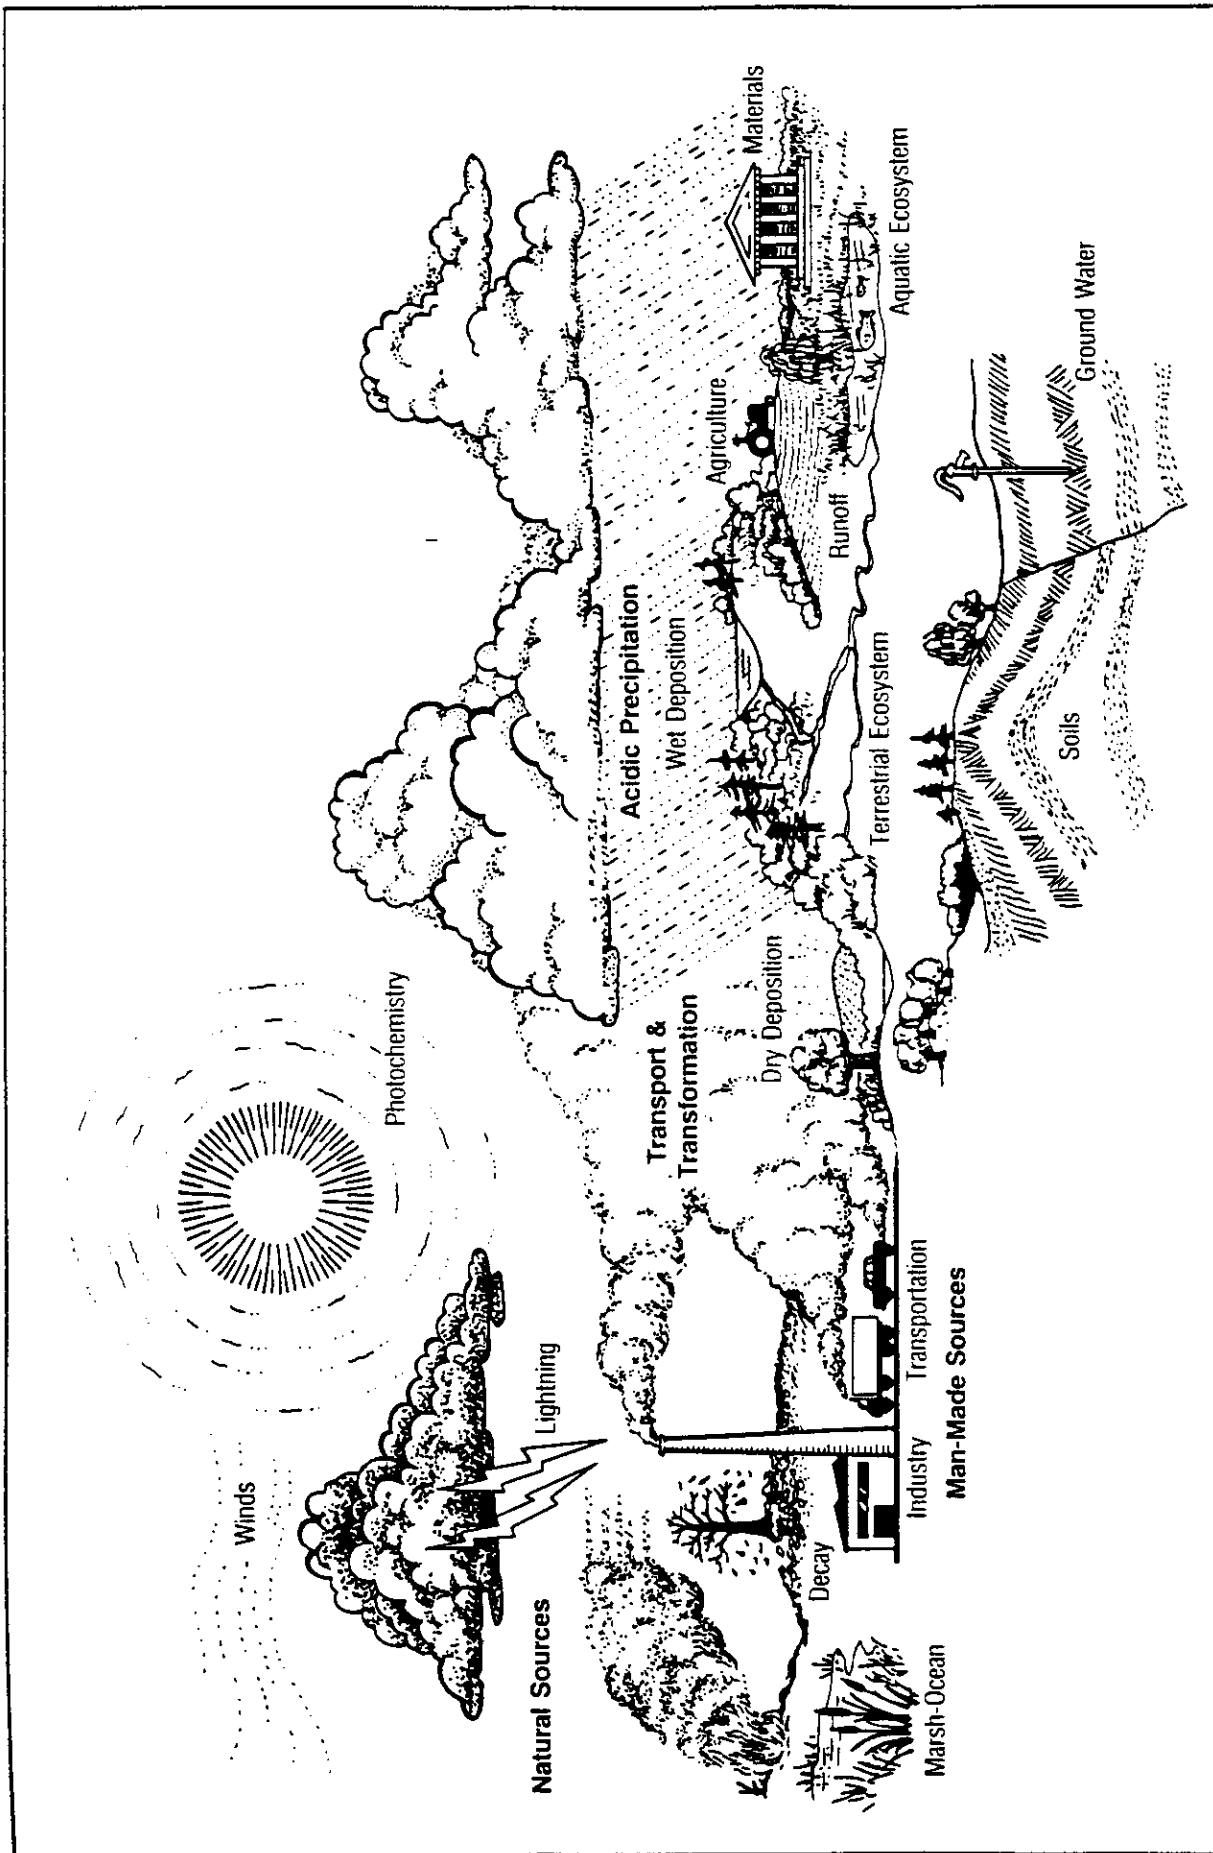 Winds
Photochemistry
Lightning
Natural Sources
Acidic Precipitation
Wet Deposition
Transport &
Transformation
Dry Deposition
Agriculture
Materials
Decay
Runoff
Marsh-Ocean
Industry
Transportation
Man-Made Sources
Terrestrial Ecosystem
Aquatic Ecosystem
Soils
Ground Water